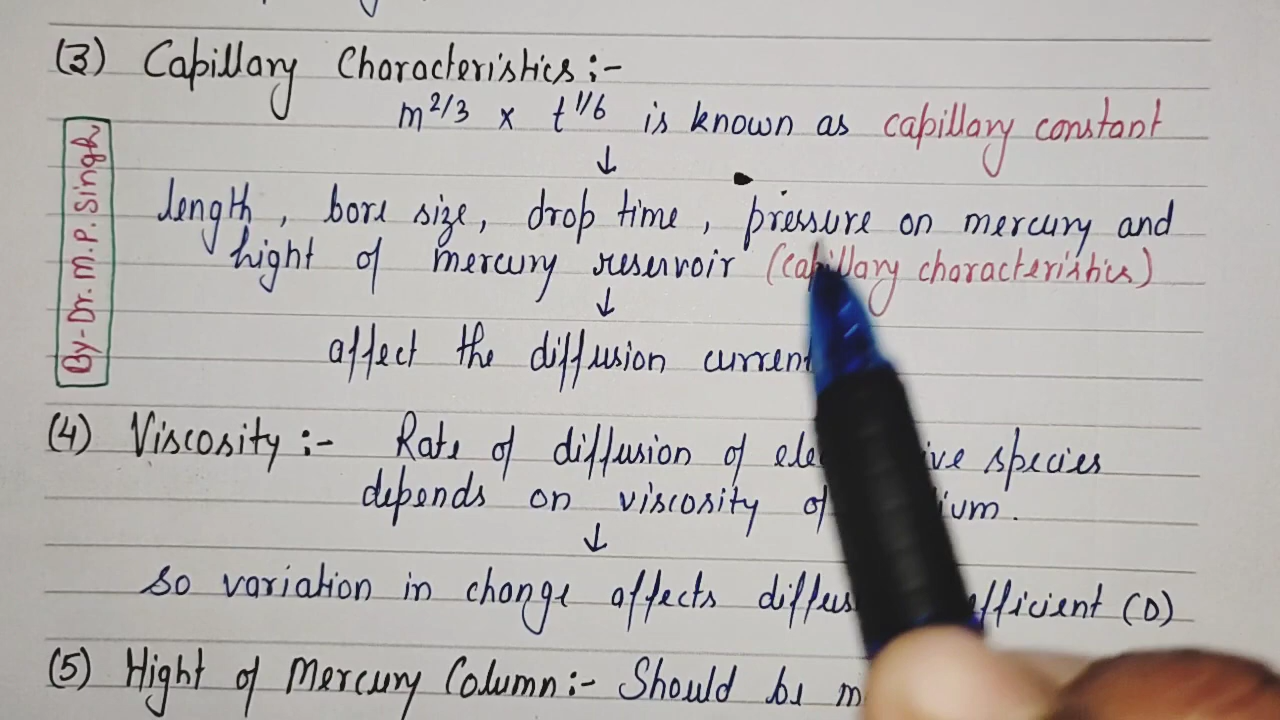 (3) Capillary Characteristics :-
m^2/3 x t^1/6 is known as capillary constant
↓
length, bore size, drop time, pressure on mercury and
hight of mercury reservoir (capillary characteristics)
↓
affect the diffusion current
(4) Viscosity :- Rate of diffusion of species
depends on viscosity of
↓
so variation in change affects (D)
(5) Hight of Mercury Column :- Should be
By-Dr. M.P. Singh